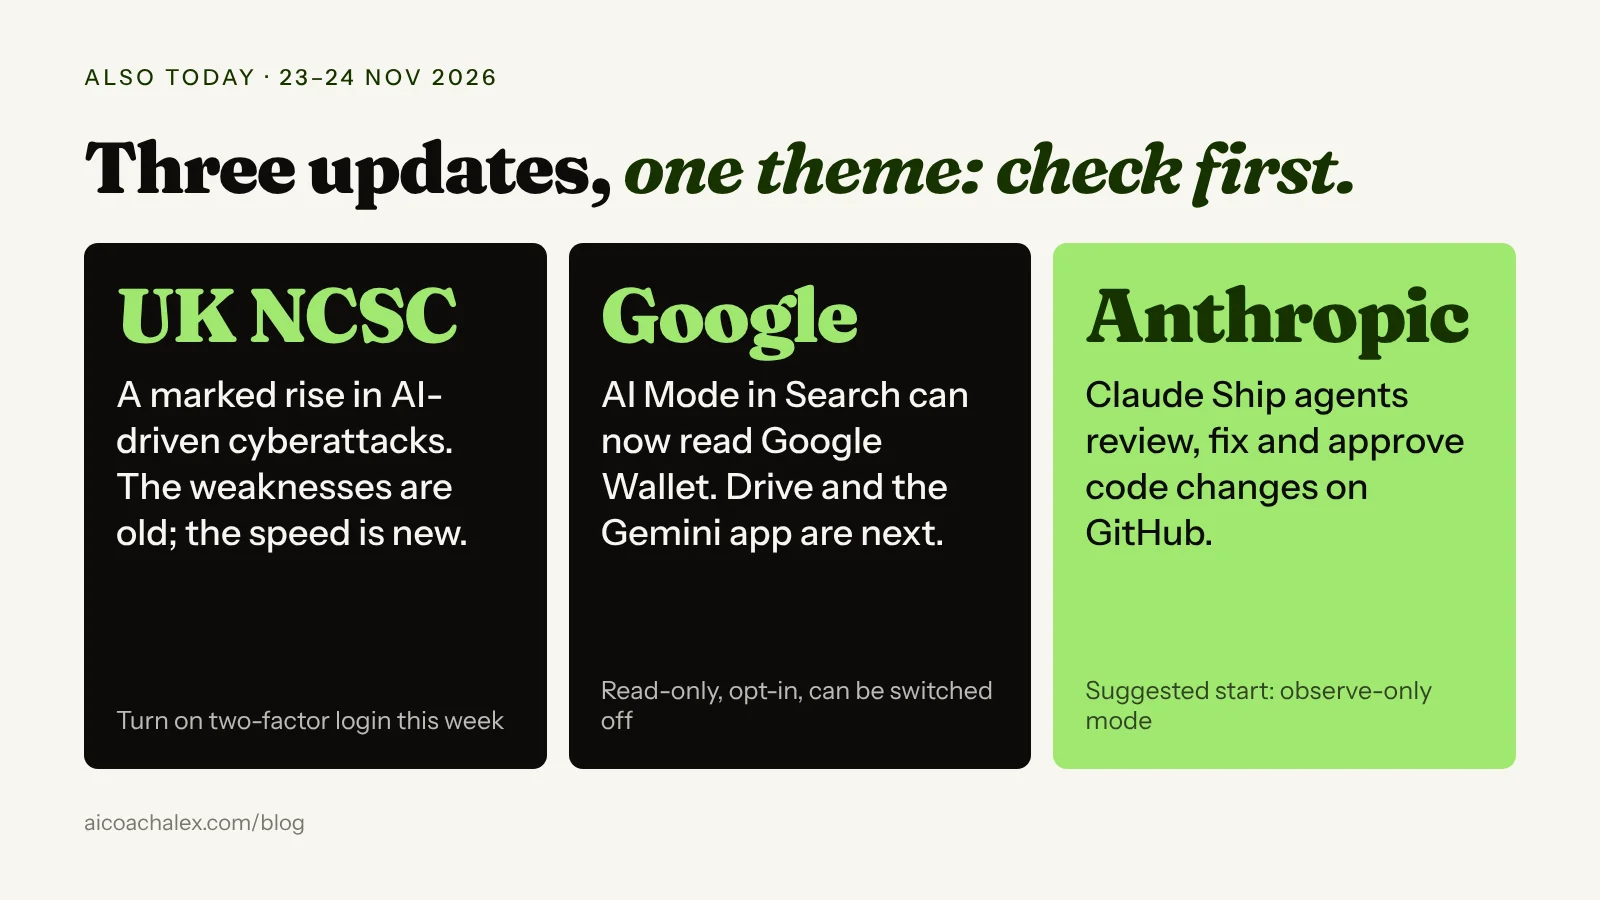 ALSO TODAY · 23–24 NOV 2026
Three updates, one theme: check first.
UK NCSC
A marked rise in AI-
driven cyberattacks.
The weaknesses are
old; the speed is new.
Turn on two-factor login this week
Google
AI Mode in Search can
now read Google
Wallet. Drive and the
Gemini app are next.
Read-only, opt-in, can be switched
off
Anthropic
Claude Ship agents
review, fix and approve
code changes on
GitHub.
Suggested start: observe-only
mode
aicoachalex.com/blog